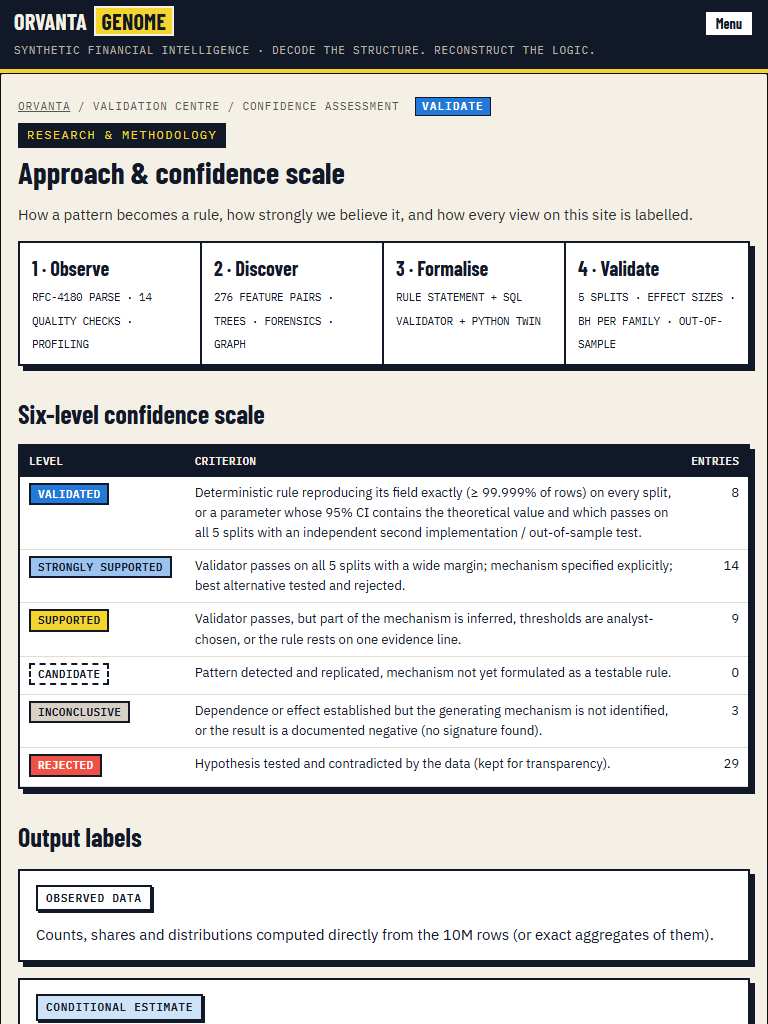 ORVANTA GENOME
Menu
SYNTHETIC FINANCIAL INTELLIGENCE · DECODE THE STRUCTURE. RECONSTRUCT THE LOGIC.
ORVANTA / VALIDATION CENTRE / CONFIDENCE ASSESSMENT VALIDATE
RESEARCH & METHODOLOGY
Approach & confidence scale
How a pattern becomes a rule, how strongly we believe it, and how every view on this site is labelled.
1 · Observe
RFC-4180 PARSE · 14
QUALITY CHECKS ·
PROFILING
2 · Discover
276 FEATURE PAIRS ·
TREES · FORENSICS ·
GRAPH
3 · Formalise
RULE STATEMENT + SQL
VALIDATOR + PYTHON TWIN
4 · Validate
5 SPLITS · EFFECT SIZES ·
BH PER FAMILY · OUT-OF-
SAMPLE
Six-level confidence scale
LEVEL CRITERION ENTRIES
VALIDATED Deterministic rule reproducing its field exactly (≥ 99.999% of rows) on every split, 8
or a parameter whose 95% CI contains the theoretical value and which passes on
all 5 splits with an independent second implementation / out-of-sample test.
STRONGLY SUPPORTED Validator passes on all 5 splits with a wide margin; mechanism specified explicitly; 14
best alternative tested and rejected.
SUPPORTED Validator passes, but part of the mechanism is inferred, thresholds are analyst- 9
chosen, or the rule rests on one evidence line.
CANDIDATE Pattern detected and replicated, mechanism not yet formulated as a testable rule. 0
INCONCLUSIVE Dependence or effect established but the generating mechanism is not identified, 3
or the result is a documented negative (no signature found).
REJECTED Hypothesis tested and contradicted by the data (kept for transparency). 29
Output labels
OBSERVED DATA
Counts, shares and distributions computed directly from the 10M rows (or exact aggregates of them).
CONDITIONAL ESTIMATE